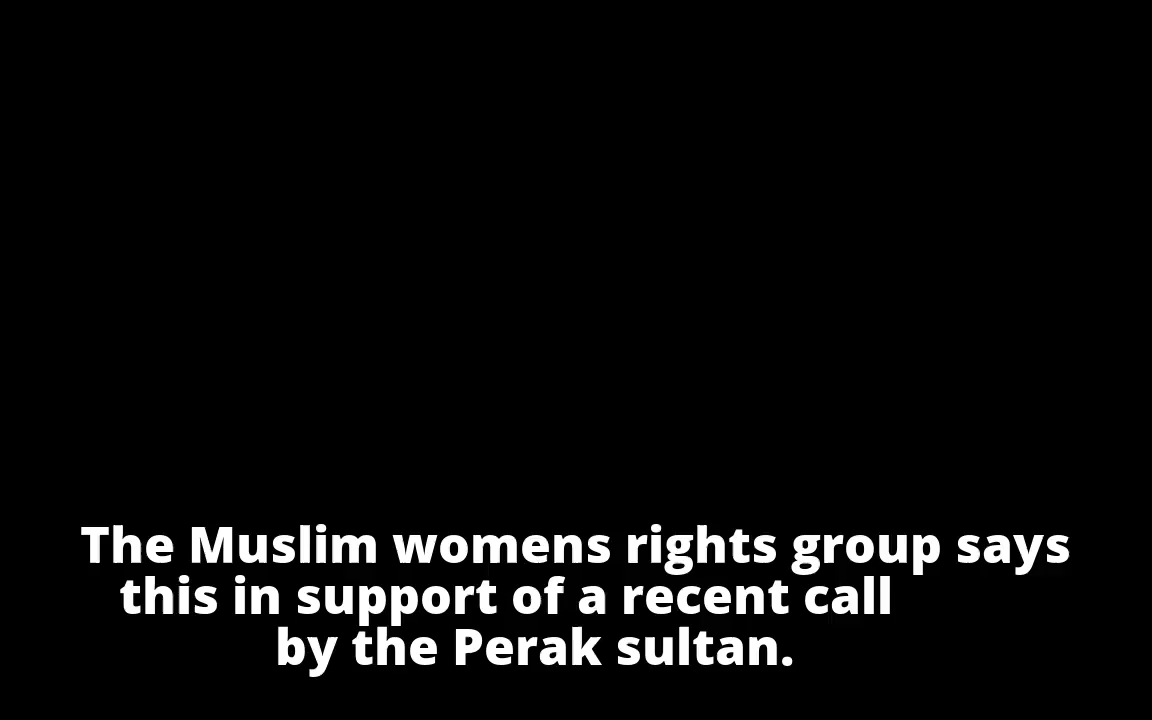 The Muslim womens rights group says
this in support of a recent call
by the Perak sultan.